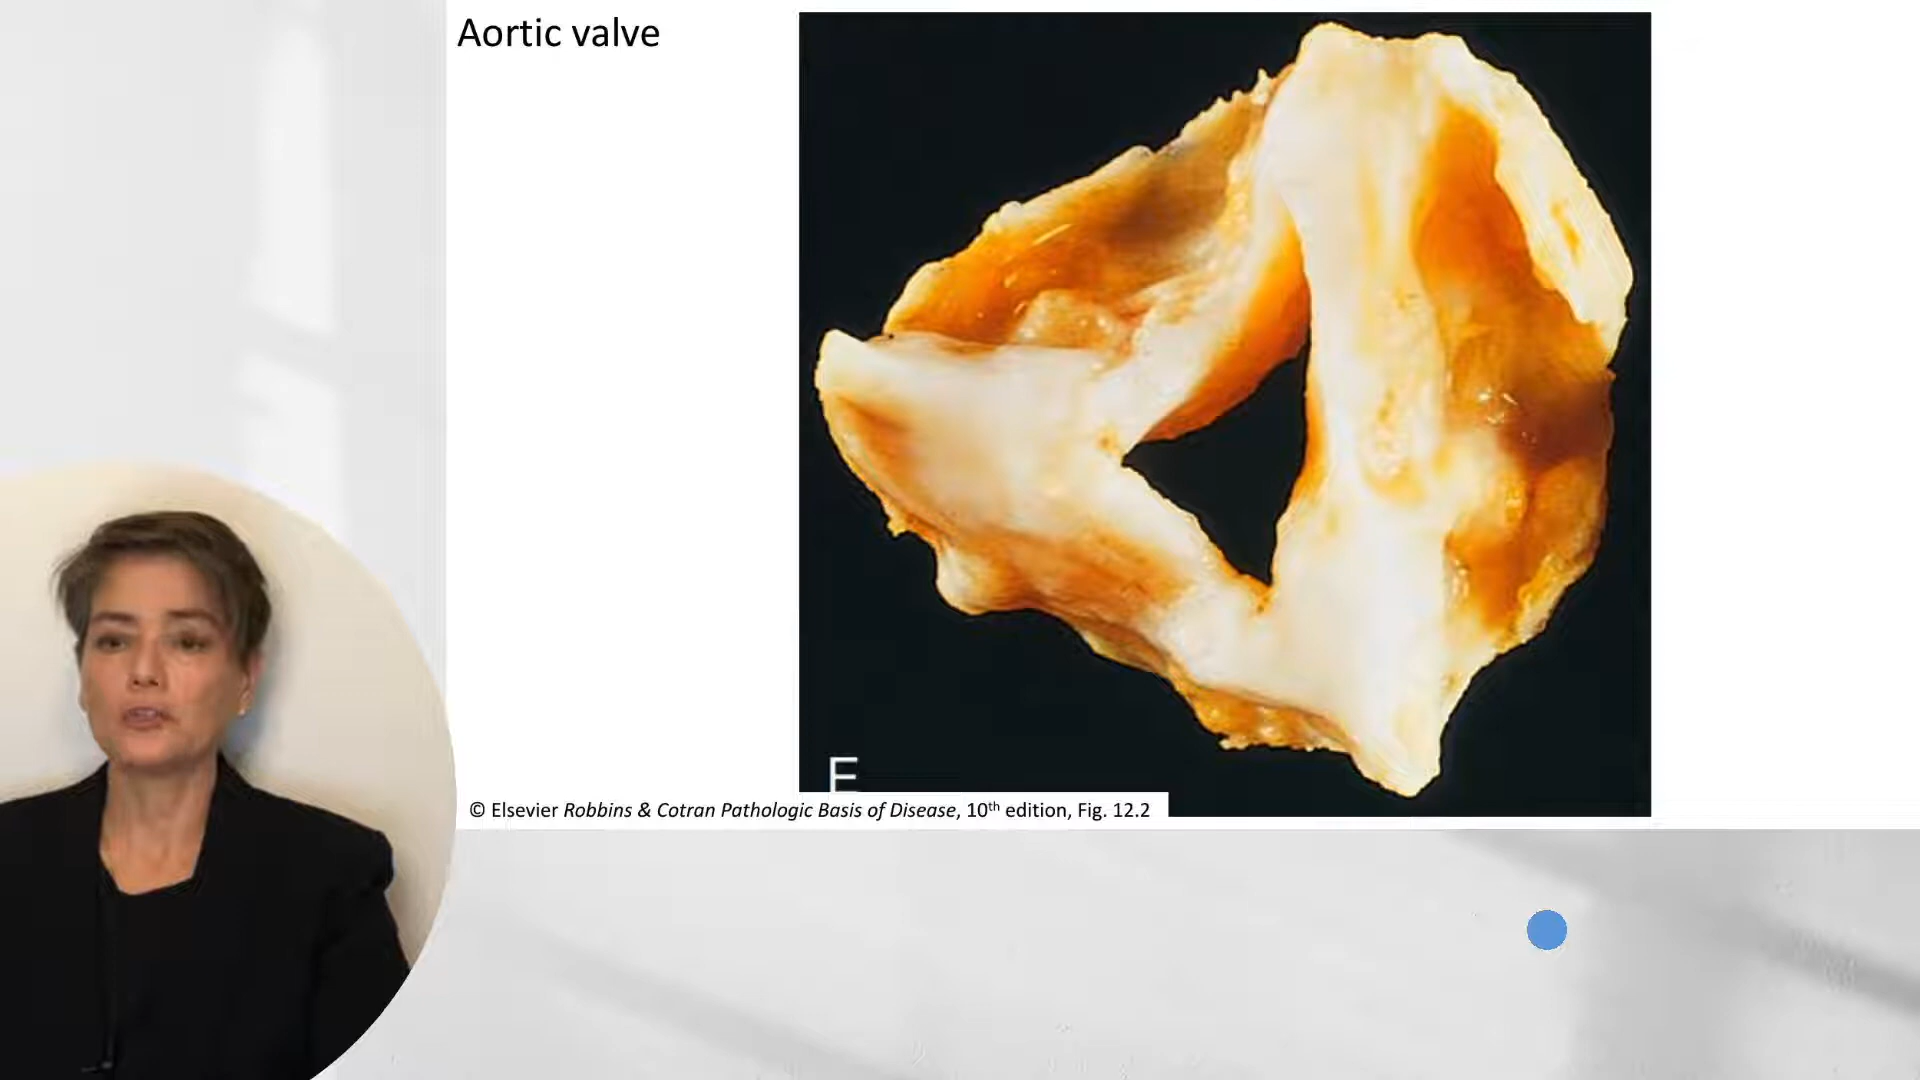 Aortic valve
E
© Elsevier Robbins & Cotran Pathologic Basis of Disease, 10th edition, Fig. 12.2